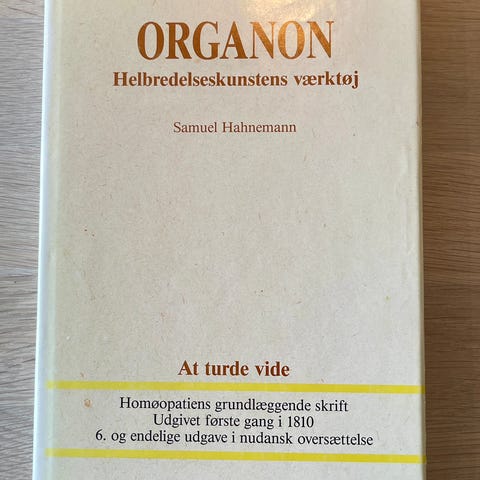 ORGANON
Helbredelseskunstens værktøj
Samuel Hahnemann
At turde vide
Homøopatiens grundlæggende skrift
Udgivet første gang i 1810
6. og endelige udgave i nudansk oversættelse